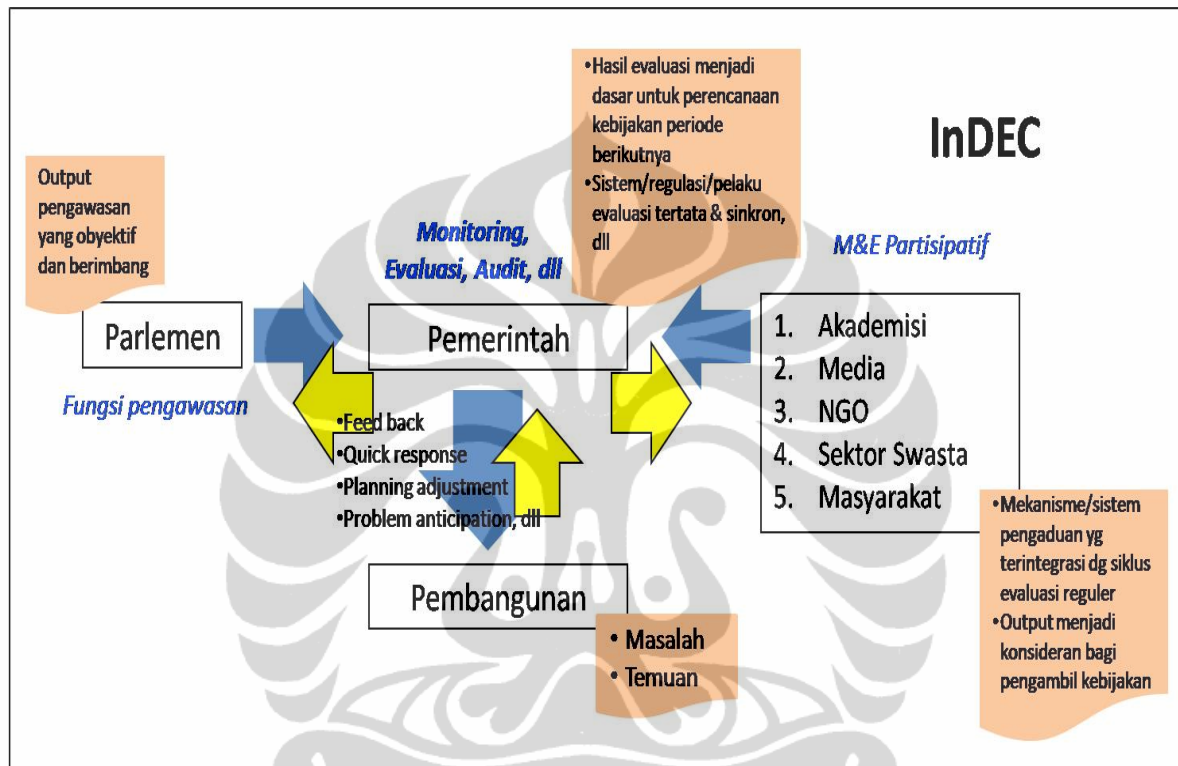 •Hasil evaluasi menjadi
dasar untuk perencanaan
kebijakan periode
berikutnya
•Sistem/regulasi/pelaku
evaluasi tertata & sinkron,
dll
InDEC
Output
pengawasan
yang obyektif
dan berimbang
Monitoring,
Evaluasi, Audit, dll
M&E Partisipatif
Parlemen
Pemerintah
Fungsi pengawasan
1. Akademisi
2. Media
3. NGO
4. Sektor Swasta
5. Masyarakat
•Feed back
•Quick response
•Planning adjustment
•Problem anticipation, dll
•Mekanisme/sistem
pengaduan yg
terintegrasi dg siklus
evaluasi reguler
•Output menjadi
konsideran bagi
pengambil kebijakan
Pembangunan
• Masalah
• Temuan